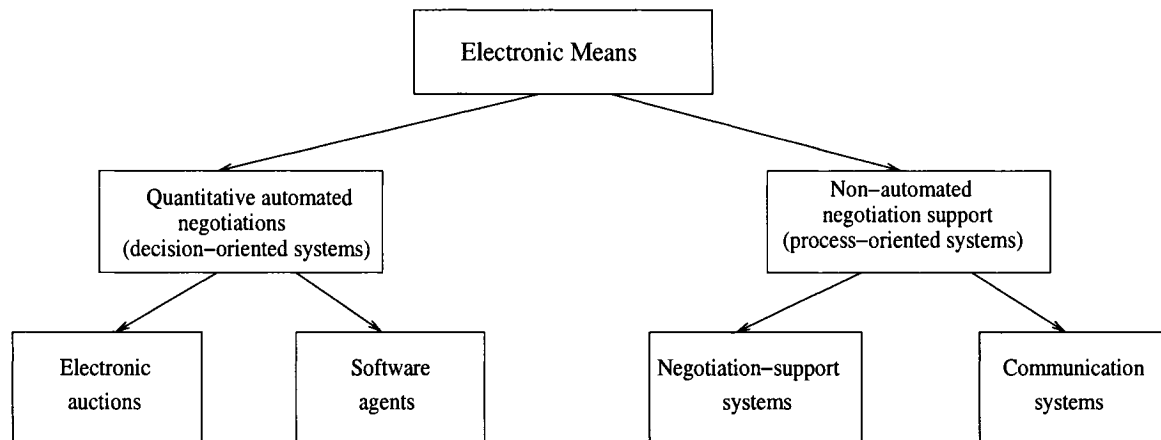 Electronic Means
Quantitative automated
negotiations
(decision−oriented systems)
Non−automated
negotiation support
(process−oriented systems)
Electronic
auctions
Software
agents
Negotiation−support
systems
Communication
systems